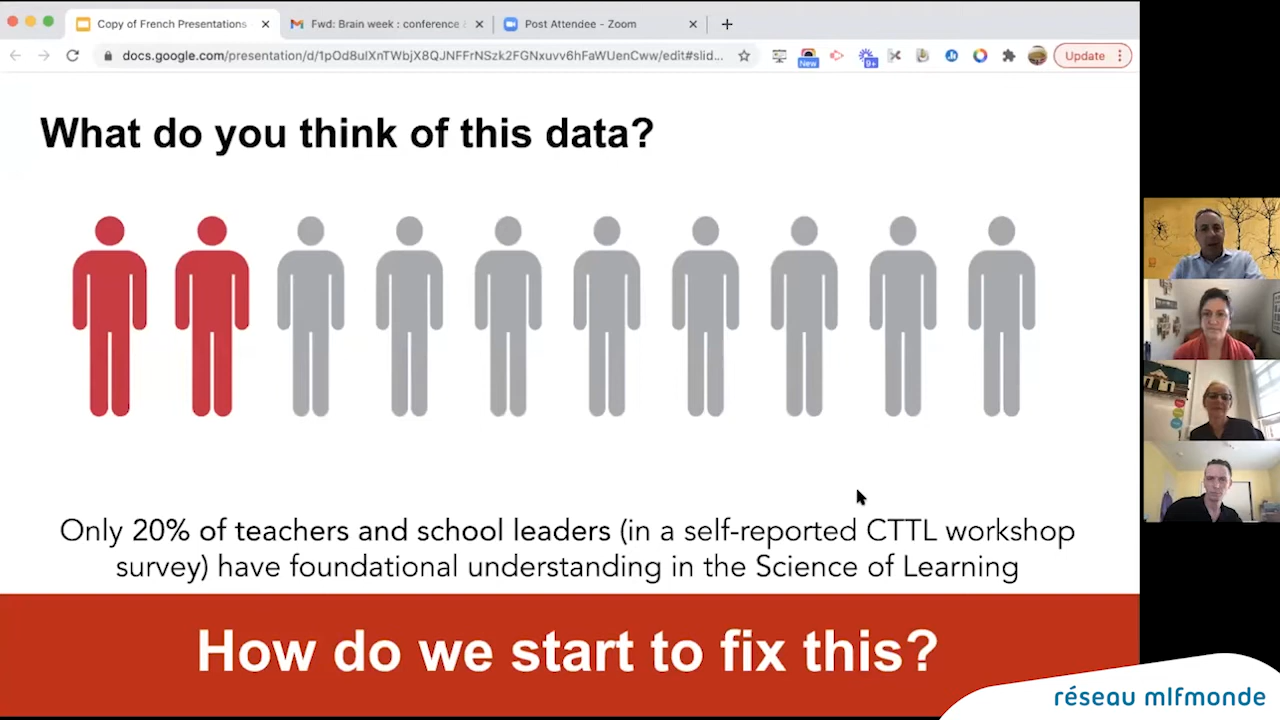 Copy of French Presentations
Fwd: Brain week : conference
Post Attendee - Zoom
docs.google.com/presentation/d/1pOd8ulXnTWbjX8QJNFFrNSzk2FGNxuvv6hFaWUenCww/edit#slid...
New
9+
Update
What do you think of this data?
Only 20% of teachers and school leaders (in a self-reported CTTL workshop
survey) have foundational understanding in the Science of Learning
How do we start to fix this?
réseau mlfmonde